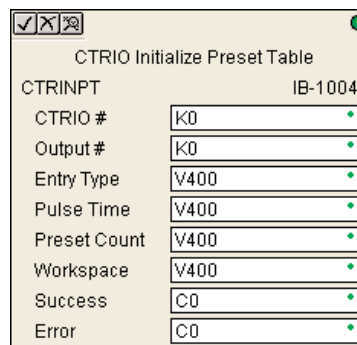 CTRIO Initialize Preset Table
CTRINPT IB-1004
CTRIO # K0
Output # K0
Entry Type V400
Pulse Time V400
Preset Count V400
Workspace V400
Success C0
Error C0